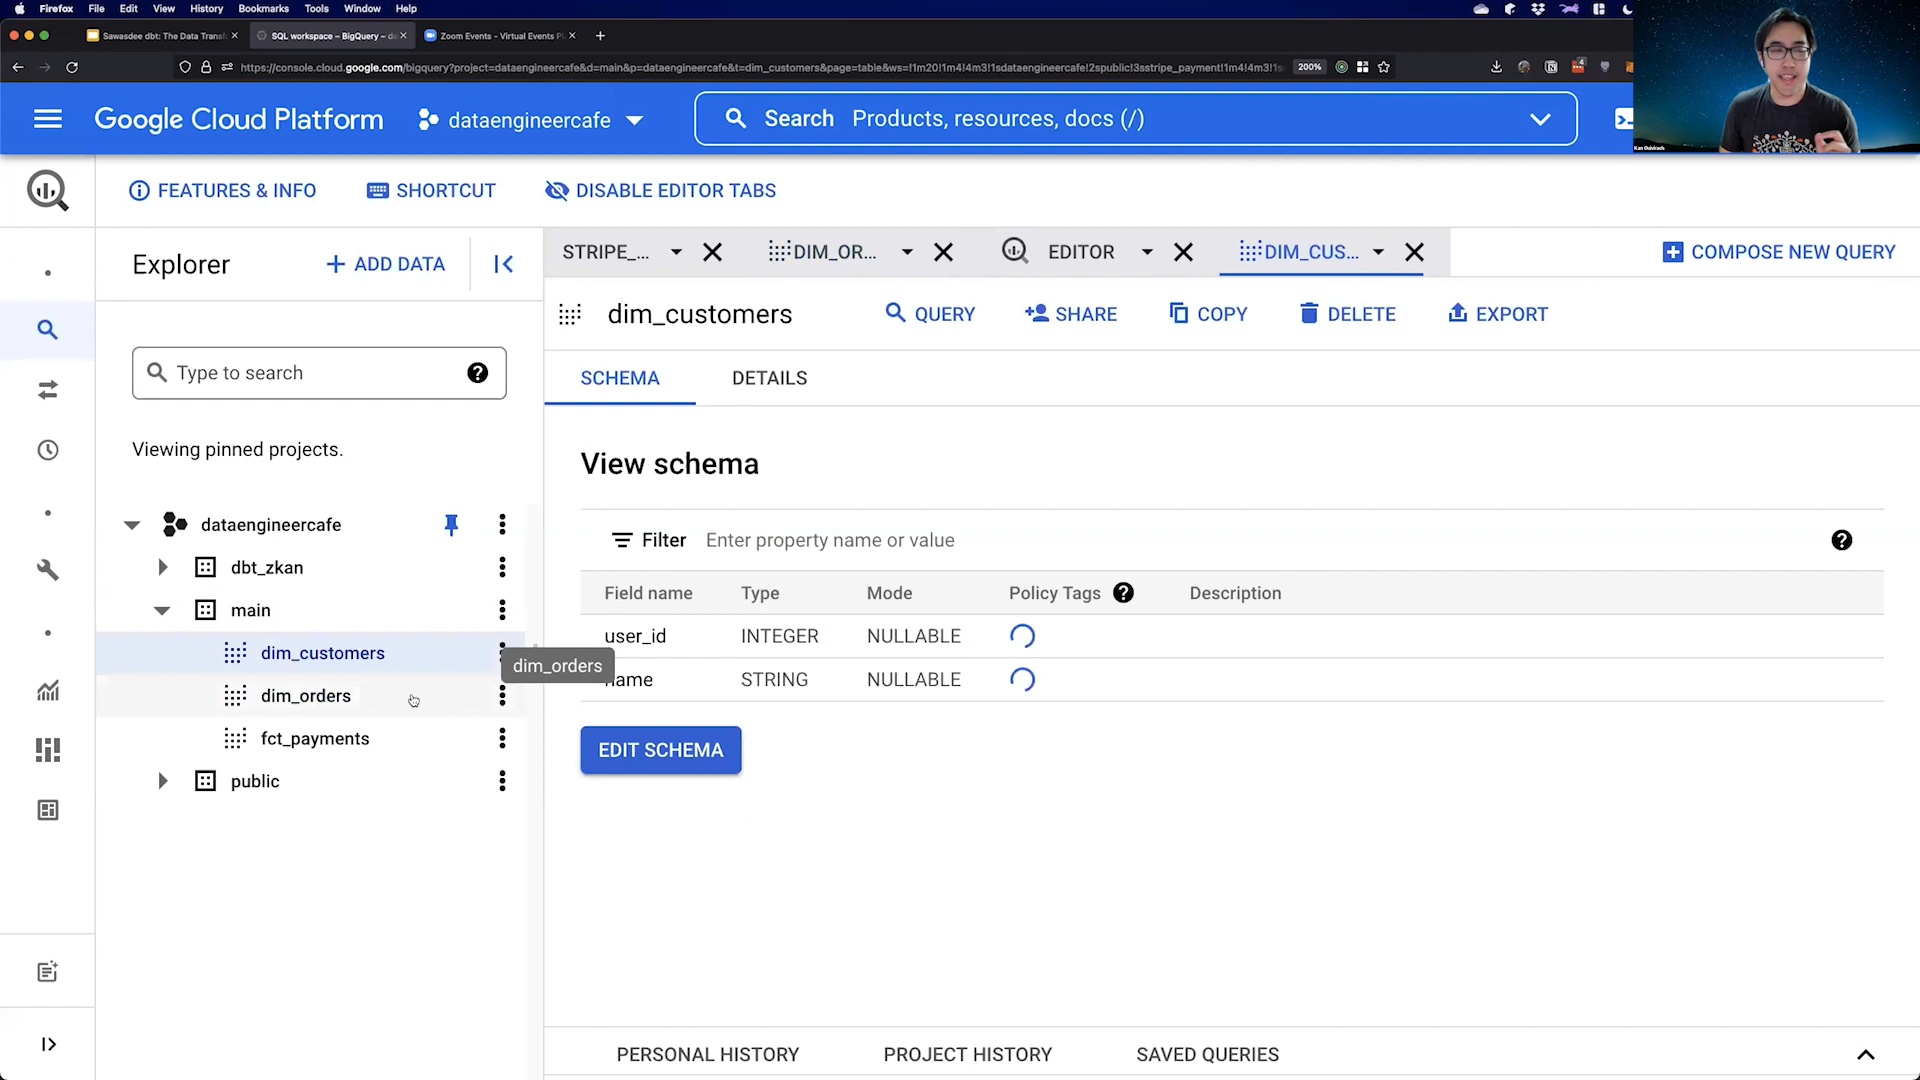 Firefox File Edit View History Bookmarks Tools Window Help
Sawasdee dbt: The Data Transf
SQL workspace – BigQuery – da
Zoom Events - Virtual Events Pl
https://console.cloud.google.com/bigquery?project=dataengineercafe&d=main&p=dataengineercafe&t=dim_customers&page=table&ws=!1m20!1m4!4m3!1sdataengineercafe!2spublic!3sstripe_payment!1m4!4m3!1s
200%
Google Cloud Platform
dataengineercafe
Search Products, resources, docs (/)
Kan Ouivirach
FEATURES & INFO
SHORTCUT
DISABLE EDITOR TABS
Explorer
+ ADD DATA
STRIPE_...
DIM_OR...
EDITOR
DIM_CUS...
COMPOSE NEW QUERY
dim_customers
QUERY
SHARE
COPY
DELETE
EXPORT
Type to search
SCHEMA
DETAILS
Viewing pinned projects.
View schema
dataengineercafe
dbt_zkan
main
dim_customers
dim_orders
fct_payments
public
dim_orders
Filter Enter property name or value
Field name Type Mode Policy Tags Description
user_id INTEGER NULLABLE
name STRING NULLABLE
EDIT SCHEMA
PERSONAL HISTORY
PROJECT HISTORY
SAVED QUERIES